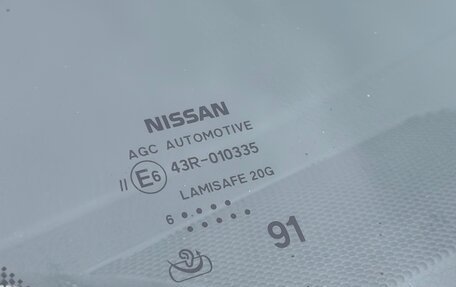 NISSAN
AGC AUTOMOTIVE
II E6 43R-010335
LAMISAFE 20G
6 ● ● ● ●
● ● ● ● ●
91